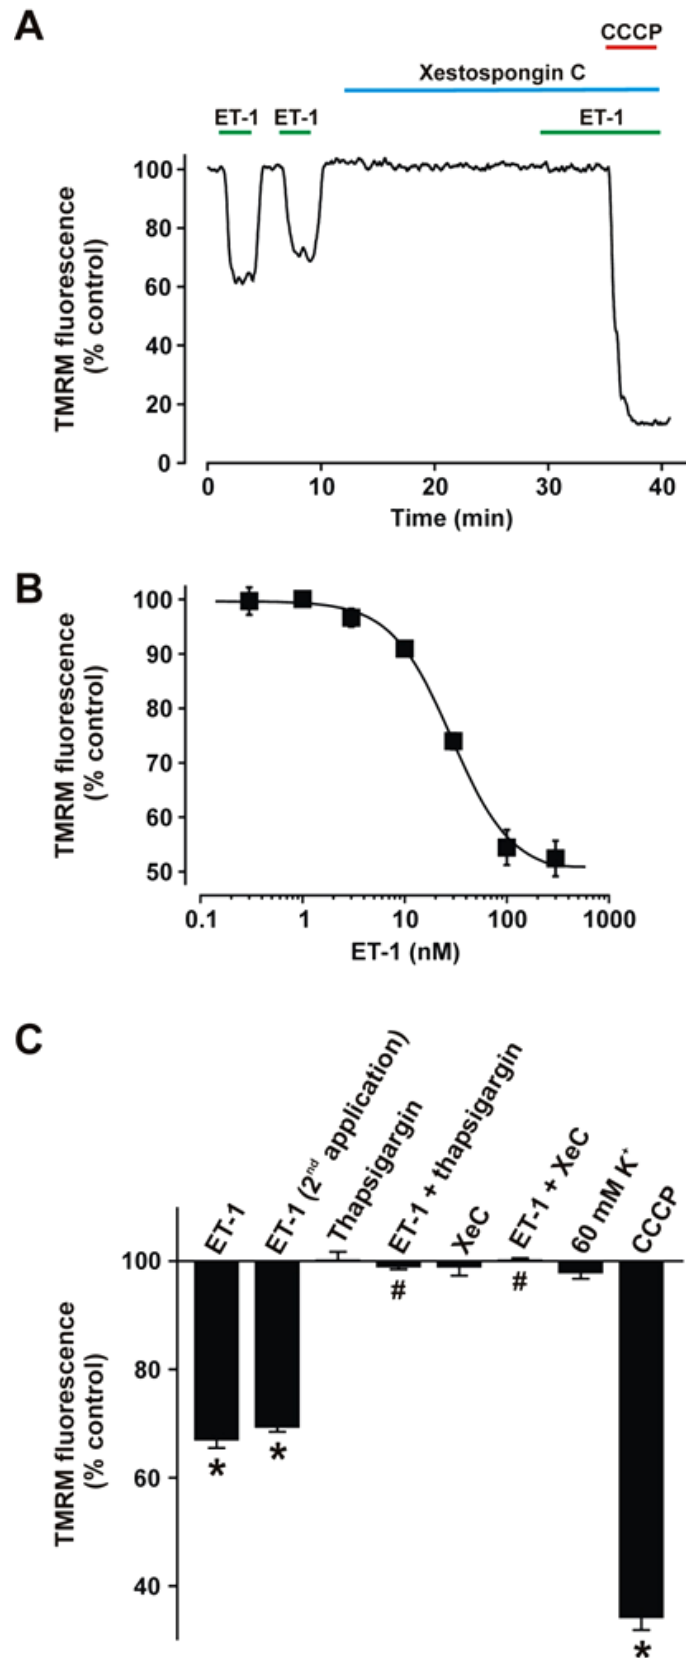 A
CCCP
Xestospongin C
ET-1 ET-1 ET-1
TMRM fluorescence
(% control)
100
80
60
40
20
0
0 10 20 30 40
Time (min)
B
TMRM fluorescence
(% control)
100
90
80
70
60
50
0.1 1 10 100 1000
ET-1 (nM)
C
ET-1
ET-1 (2nd application)
Thapsigargin
ET-1 + thapsigargin
XeC
ET-1 + XeC
60 mM K+
CCCP
TMRM fluorescence
(% control)
100
80
60
40
* * # # *